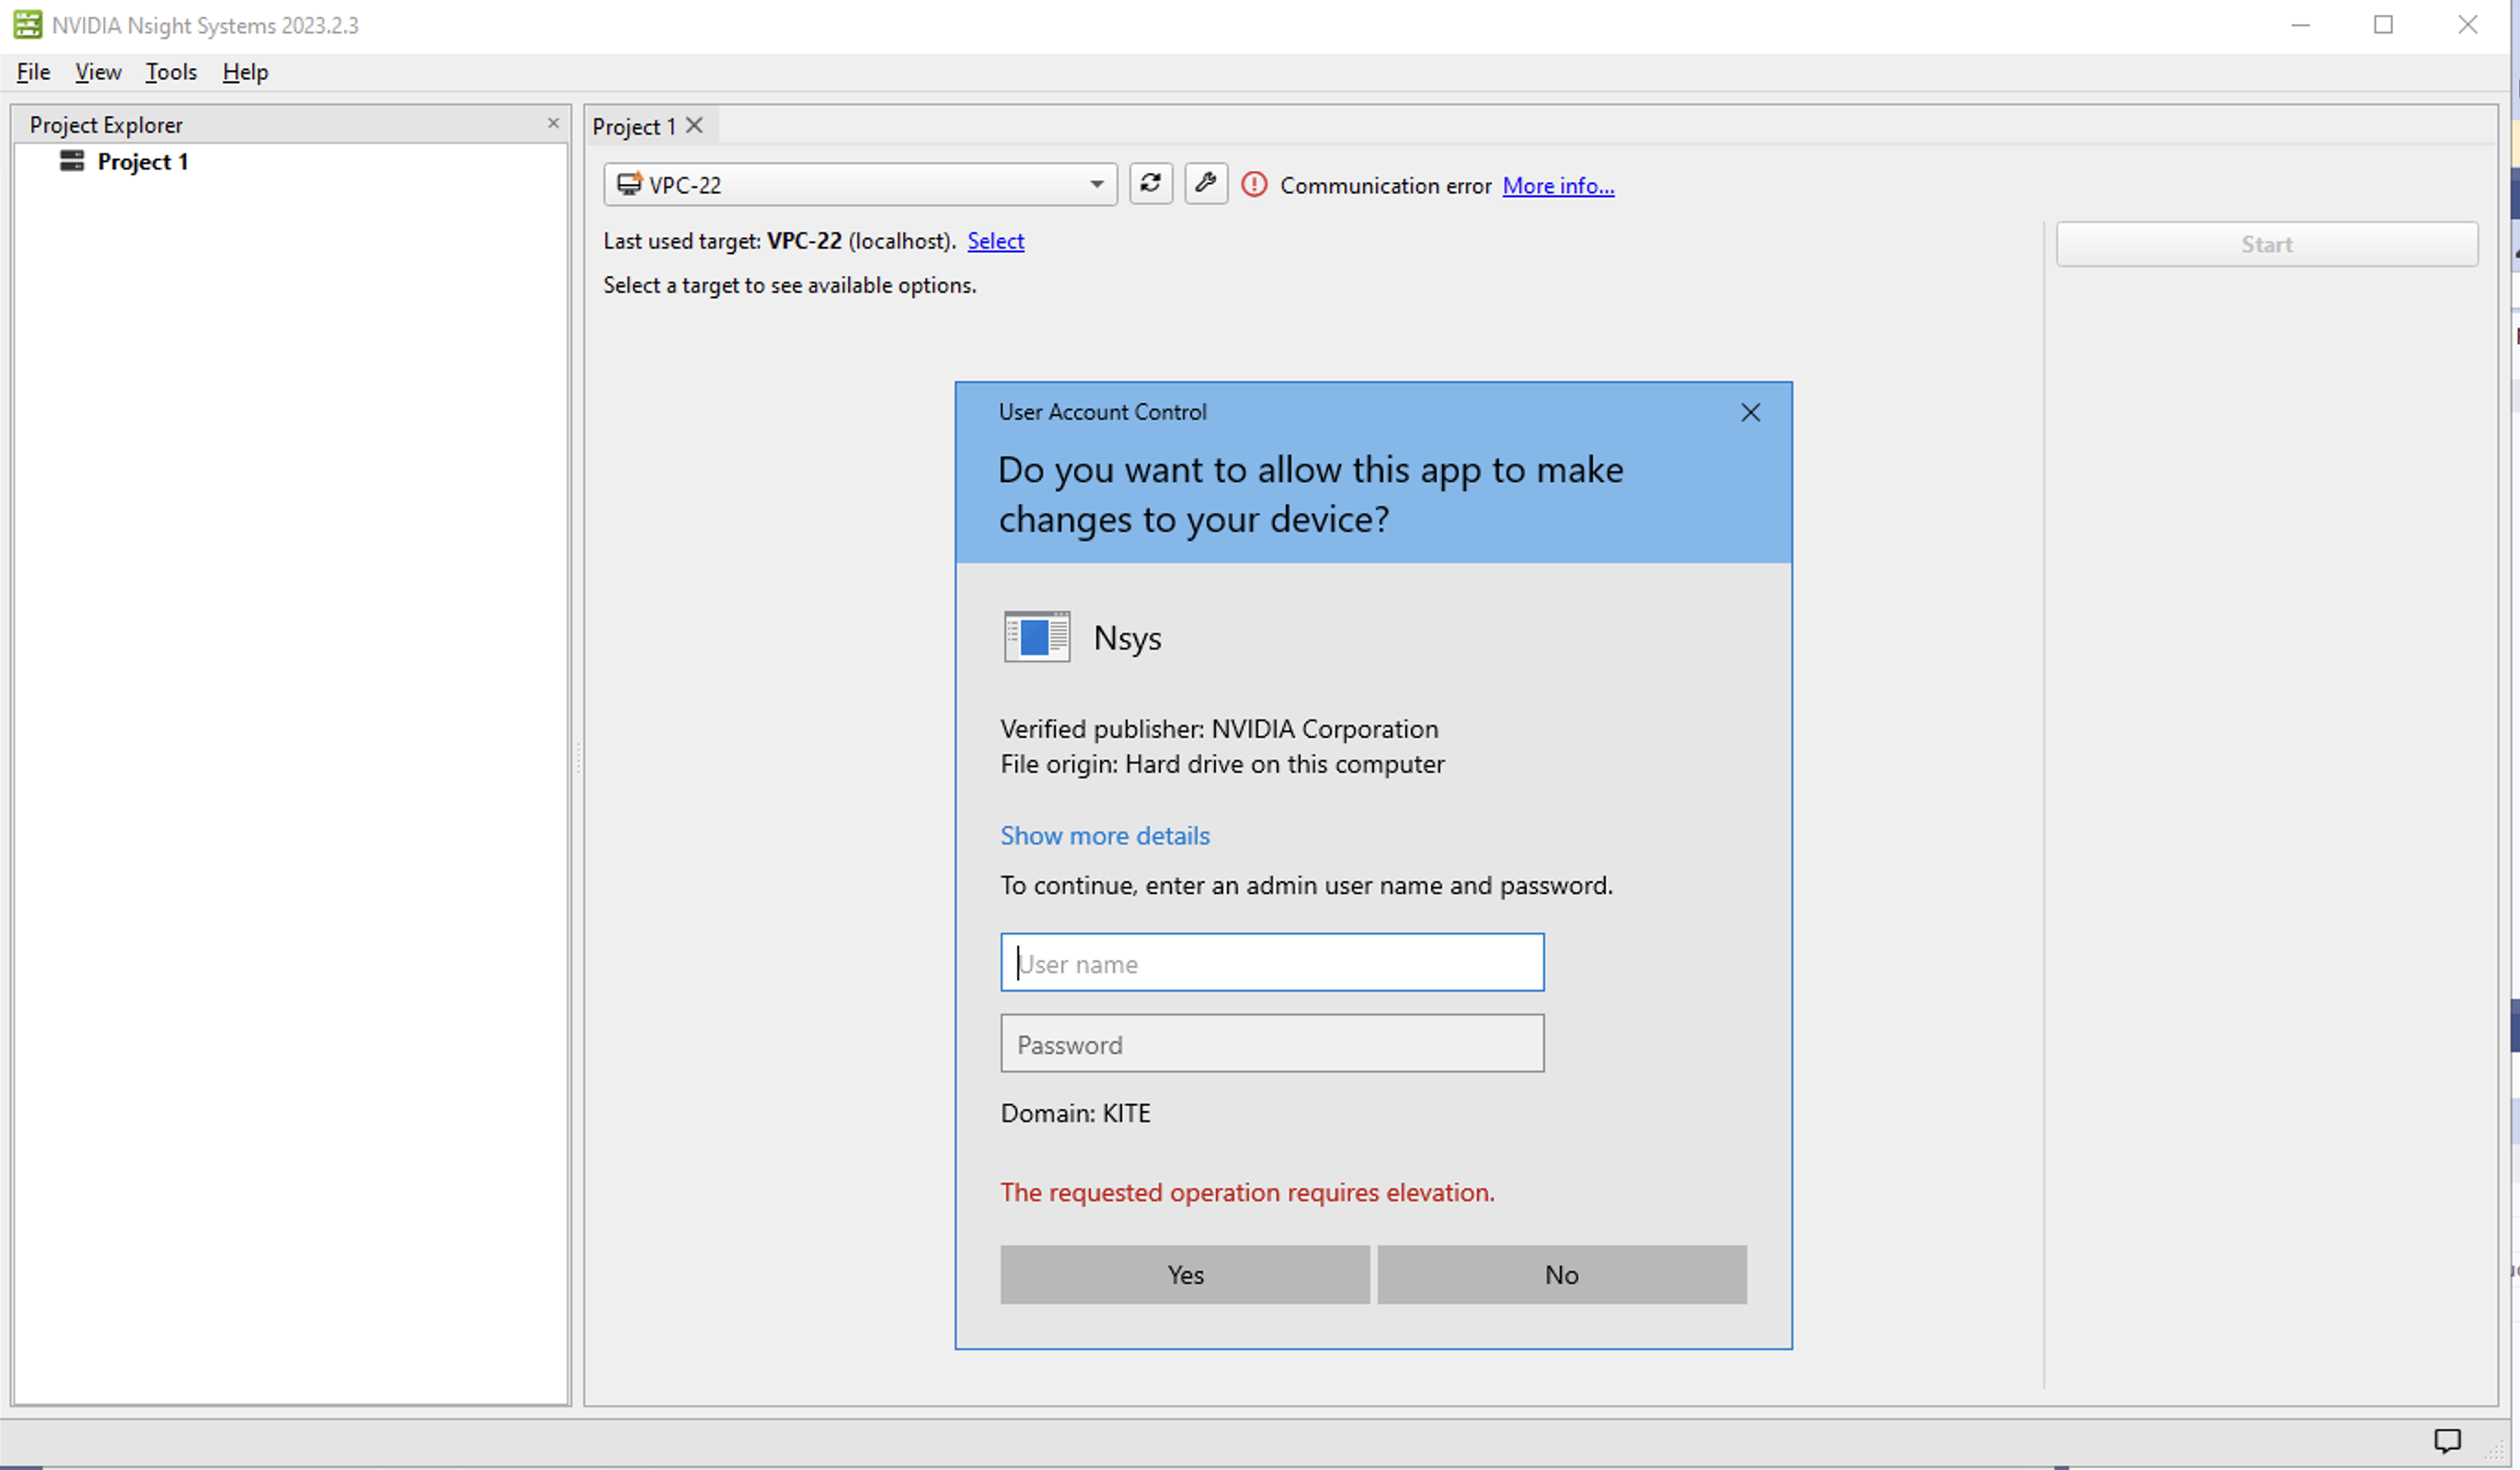 NVIDIA Nsight Systems 2023.2.3
File View Tools Help
Project Explorer
Project 1
Project 1
VPC-22
Communication error More info...
Last used target: VPC-22 (localhost). Select
Start
Select a target to see available options.
User Account Control
Do you want to allow this app to make
changes to your device?
Nsys
Verified publisher: NVIDIA Corporation
File origin: Hard drive on this computer
Show more details
To continue, enter an admin user name and password.
User name
Password
Domain: KITE
The requested operation requires elevation.
Yes No